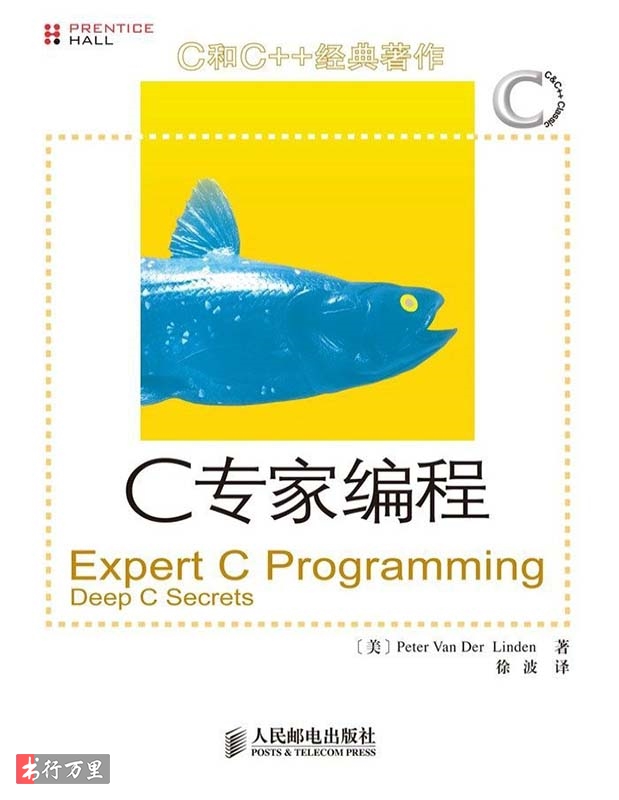 PRENTICE
HALL
C和C++经典著作
C
C&C++ Classic
C专家编程
Expert C Programming
Deep C Secrets
〔美〕Peter Van Der Linden 著
徐 波 译
人民邮电出版社
POSTS & TELECOM PRESS
书行万里